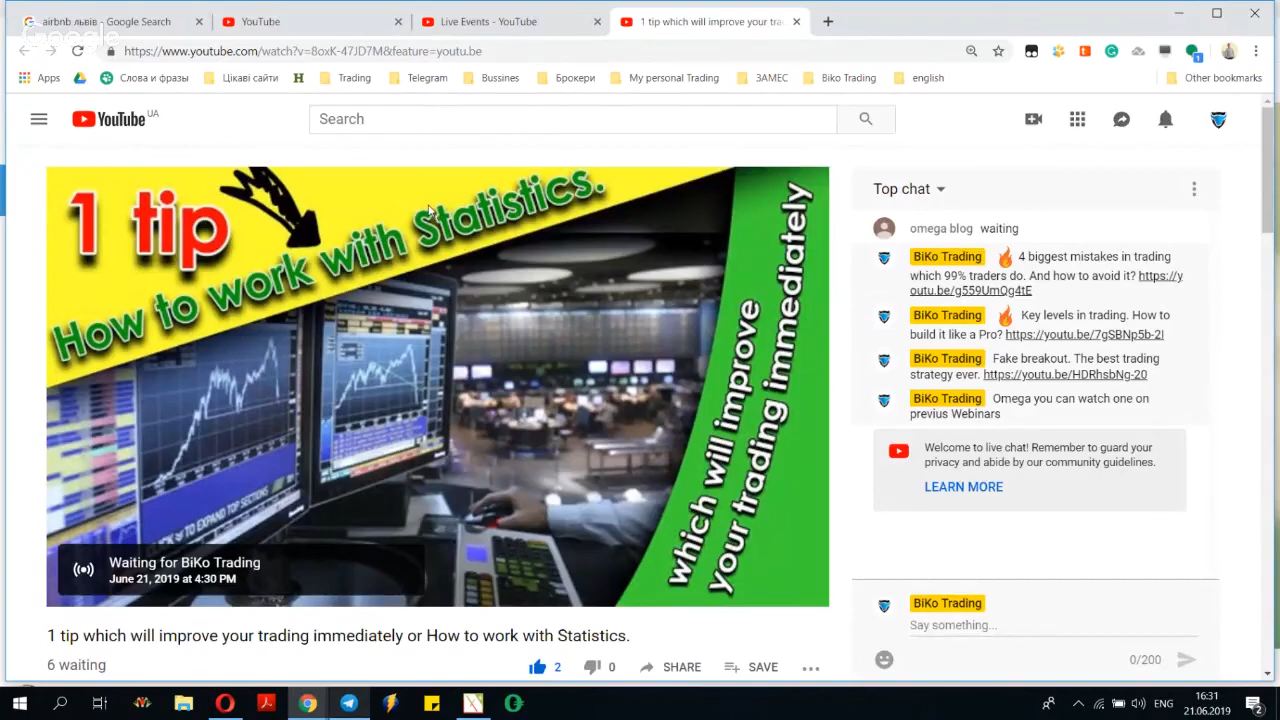 airbnb львів - Google Search
YouTube
Live Events - YouTube
1 tip which will improve your tra
Google
https://www.youtube.com/watch?v=8oxK-47JD7M&feature=youtu.be
Apps
Слова и фразы
Цікаві сайти
Trading
Telegram
Bussines
Брокери
My personal Trading
ЗАМЕС
Biko Trading
english
Other bookmarks
YouTube UA
Search
1 tip
How to work with Statistics.
which will improve
your trading immediately
Waiting for BiKo Trading
June 21, 2019 at 4:30 PM
1 tip which will improve your trading immediately or How to work with Statistics.
6 waiting
2
0
SHARE
SAVE
Top chat
omega blog waiting
BiKo Trading 4 biggest mistakes in trading
which 99% traders do. And how to avoid it? https://y
outu.be/g559UmQg4tE
BiKo Trading Key levels in trading. How to
build it like a Pro? https://youtu.be/7gSBNp5b-2I
BiKo Trading Fake breakout. The best trading
strategy ever. https://youtu.be/HDRhsbNg-20
BiKo Trading Omega you can watch one on
previus Webinars
Welcome to live chat! Remember to guard your
privacy and abide by our community guidelines.
LEARN MORE
BiKo Trading
Say something...
0/200
ENG
16:31
21.06.2019